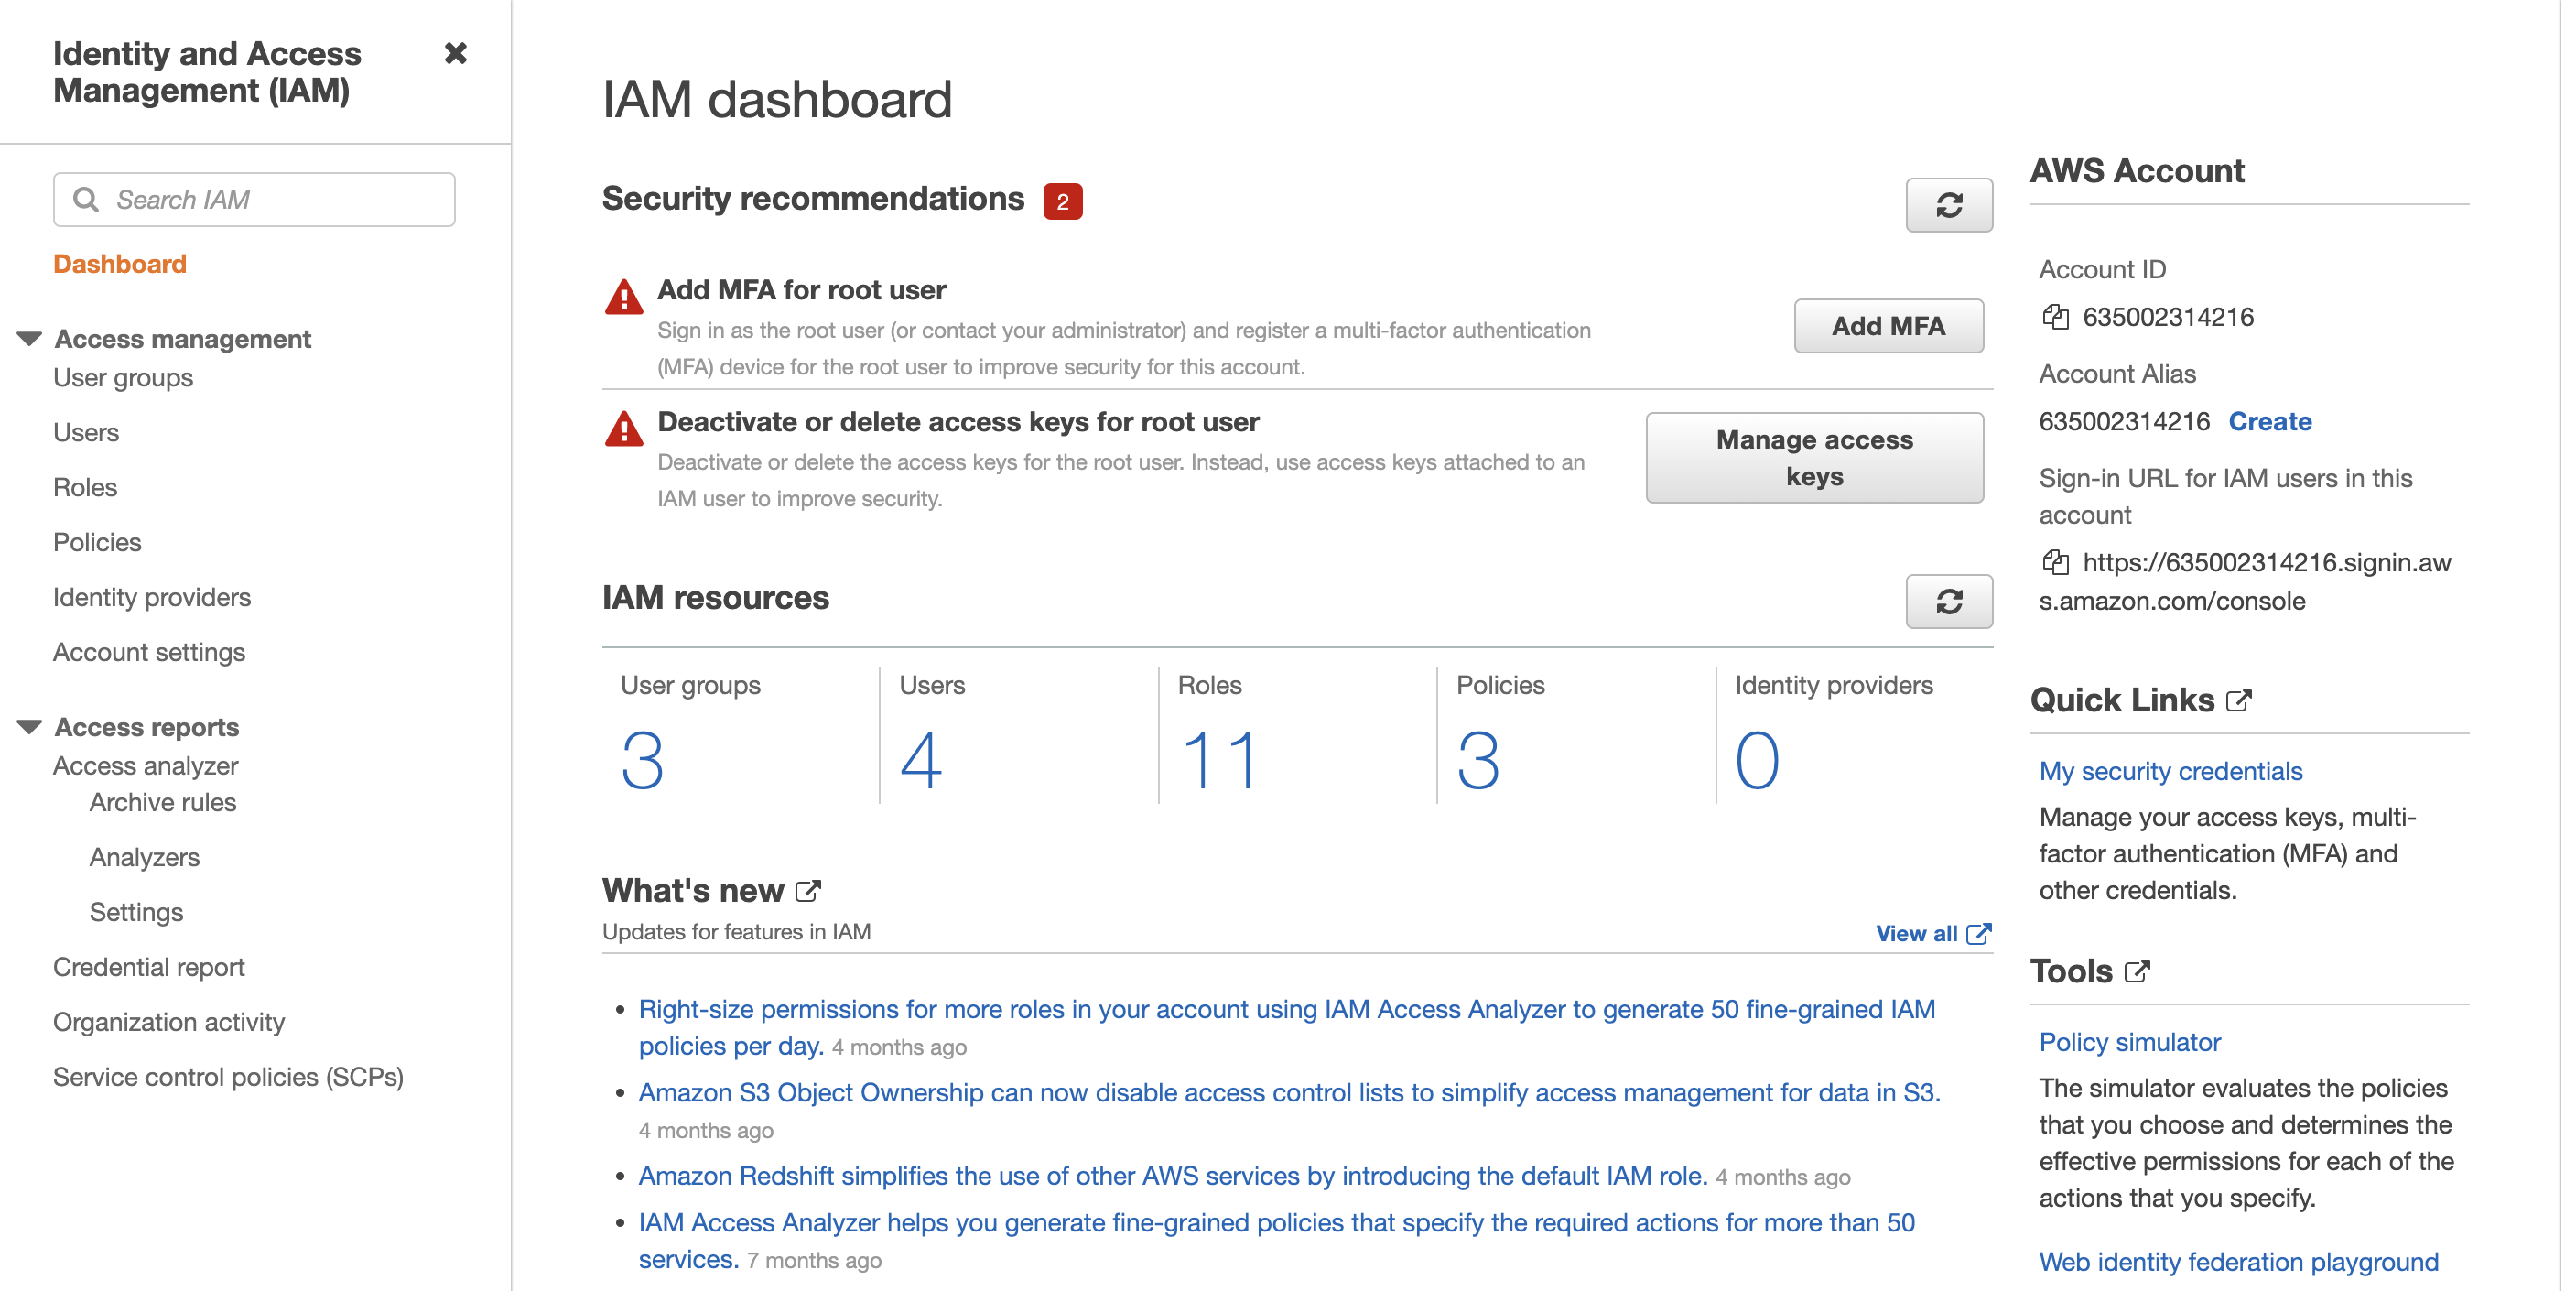 Identity and Access
Management (IAM)
Search IAM
Dashboard
Access management
User groups
Users
Roles
Policies
Identity providers
Account settings
Access reports
Access analyzer
Archive rules
Analyzers
Settings
Credential report
Organization activity
Service control policies (SCPs)
IAM dashboard
Security recommendations 2
Add MFA for root user
Sign in as the root user (or contact your administrator) and register a multi-factor authentication
(MFA) device for the root user to improve security for this account.
Add MFA
Deactivate or delete access keys for root user
Deactivate or delete the access keys for the root user. Instead, use access keys attached to an
IAM user to improve security.
Manage access
keys
IAM resources
User groups
3
Users
4
Roles
11
Policies
3
Identity providers
0
What's new
Updates for features in IAM
View all
• Right-size permissions for more roles in your account using IAM Access Analyzer to generate 50 fine-grained IAM
policies per day. 4 months ago
• Amazon S3 Object Ownership can now disable access control lists to simplify access management for data in S3.
4 months ago
• Amazon Redshift simplifies the use of other AWS services by introducing the default IAM role. 4 months ago
• IAM Access Analyzer helps you generate fine-grained policies that specify the required actions for more than 50
services. 7 months ago
AWS Account
Account ID
635002314216
Account Alias
635002314216 Create
Sign-in URL for IAM users in this
account
https://635002314216.signin.aw
s.amazon.com/console
Quick Links
My security credentials
Manage your access keys, multi-
factor authentication (MFA) and
other credentials.
Tools
Policy simulator
The simulator evaluates the policies
that you choose and determines the
effective permissions for each of the
actions that you specify.
Web identity federation playground